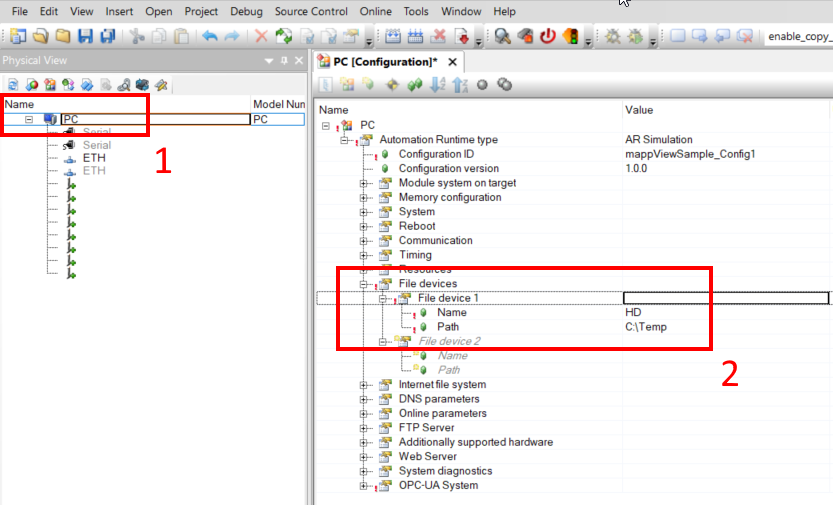 File Edit View Insert Open Project Debug Source Control Online Tools Window Help
enable_copy_
Physical View
Name Model Num
PC PC
Serial
Serial
ETH
ETH
1
PC [Configuration]*
Name Value
PC
Automation Runtime type AR Simulation
Configuration ID mappViewSample_Config1
Configuration version 1.0.0
Module system on target
Memory configuration
System
Reboot
Communication
Timing
Resources
File devices
File device 1
Name HD
Path C:\Temp
File device 2
Name
Path
2
Internet file system
DNS parameters
Online parameters
FTP Server
Additionally supported hardware
Web Server
System diagnostics
OPC-UA System